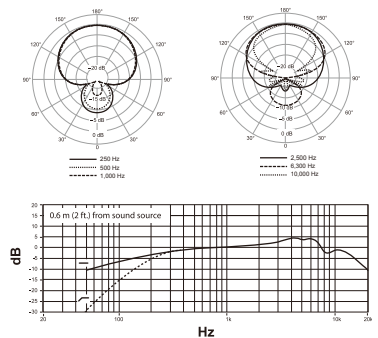 180°
150° 150°
120° 120°
90° 90°
60° 60°
30° 30°
0
-20 dB
-15 dB
-5 dB
0 dB
250 Hz
500 Hz
1,000 Hz
180°
150° 150°
120° 120°
90° 90°
60° 60°
30° 30°
0
-20 dB
-10 dB
-5 dB
0 dB
2,500 Hz
6,300 Hz
10,000 Hz
0.6 m (2 ft.) from sound source
dB
20
15
10
5
0
-5
-10
-15
-20
-25
-30
20 100 1k 10k 20k
Hz